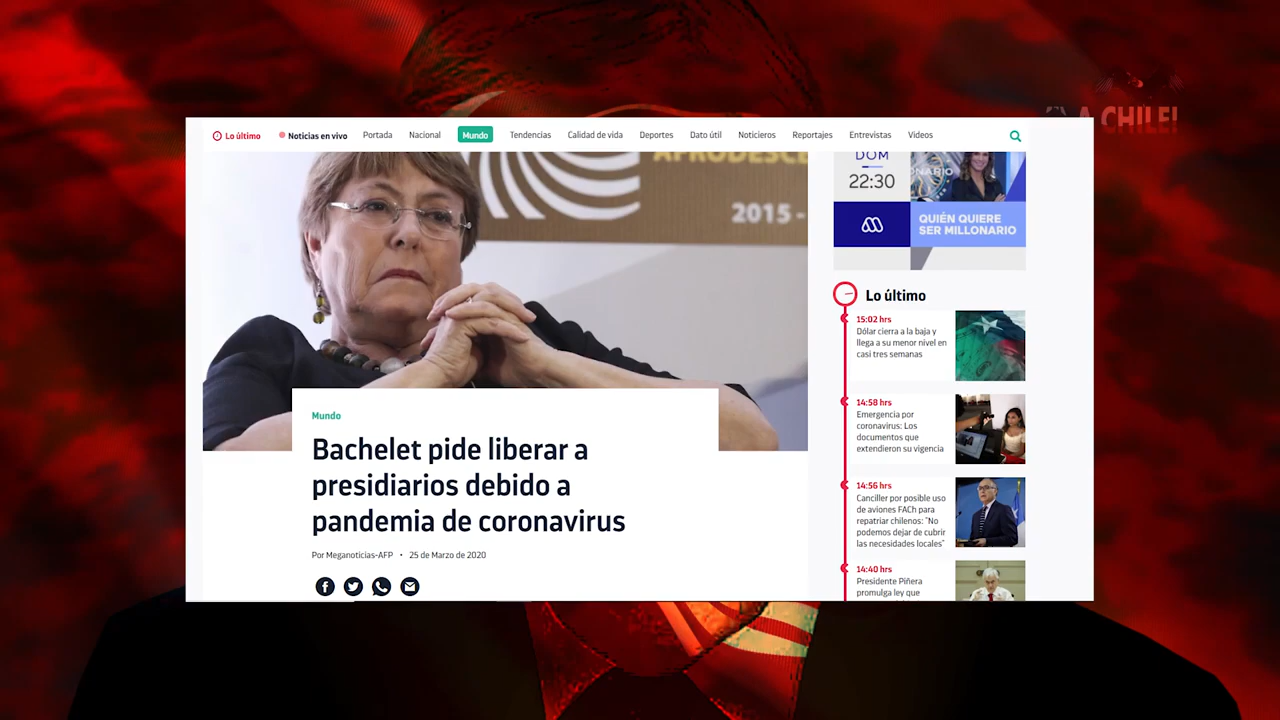 A CHILE!
Lo último
Noticias en vivo
Portada
Nacional
Mundo
Tendencias
Calidad de vida
Deportes
Dato útil
Noticieros
Reportajes
Entrevistas
Videos
2015 -
DOM
22:30
QUIÉN QUIERE
SER MILLONARIO
Mundo
Bachelet pide liberar a
presidiarios debido a
pandemia de coronavirus
Por Meganoticias-AFP • 25 de Marzo de 2020
Lo último
15:02 hrs
Dólar cierra a la baja y
llega a su menor nivel en
casi tres semanas
14:58 hrs
Emergencia por
coronavirus: Los
documentos que
extendieron su vigencia
14:56 hrs
Canciller por posible uso
de aviones FACh para
repatriar chilenos: "No
podemos dejar de cubrir
las necesidades locales"
14:40 hrs
Presidente Piñera
promulga ley que